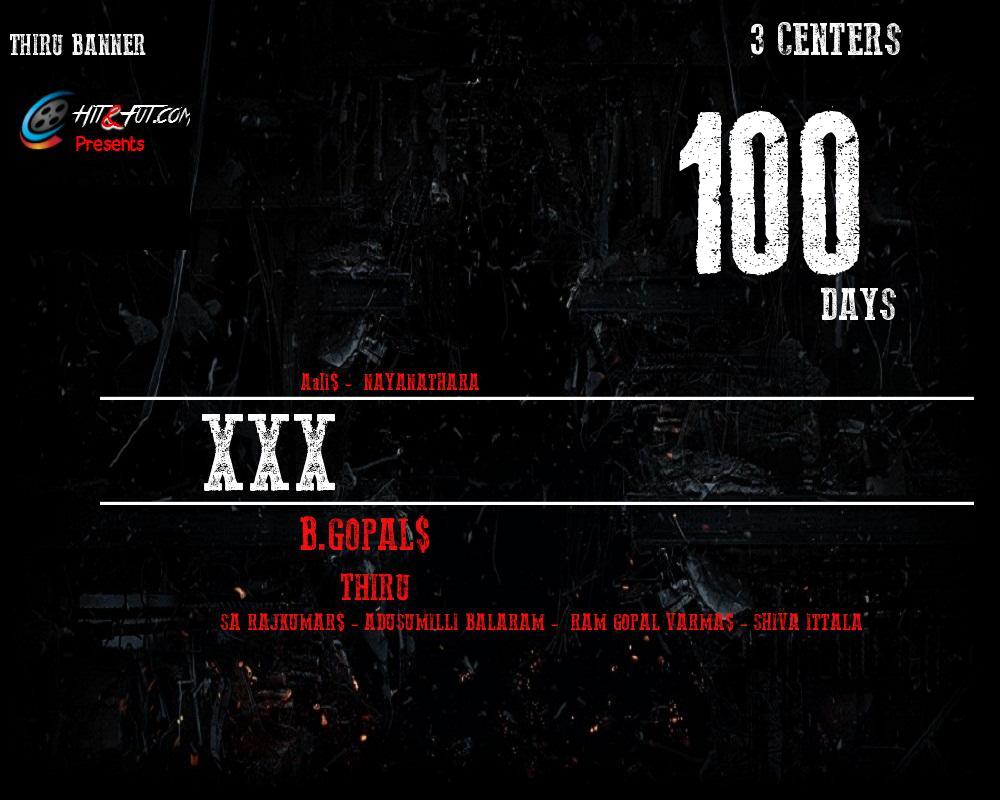 THIRU BANNER
3 CENTERS
HIT&FUT.COM
Presents
100
DAYS
Aali$ - NAYANATHARA
XXX
B.GOPAL$
THIRU
SA RAJKUMAR$ - ADUSUMILLI BALARAM - RAM GOPAL VARMA$ - SHIVA ITTALA